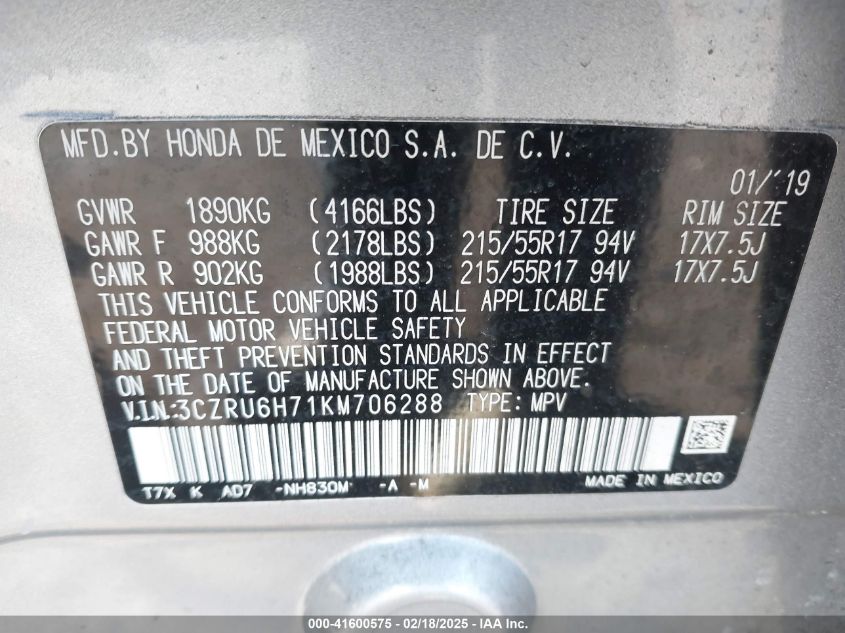 MFD.BY HONDA DE MEXICO S.A. DE C.V.
01/'19
GVWR 1890KG (4166LBS) TIRE SIZE RIM SIZE
GAWR F 988KG (2178LBS) 215/55R17 94V 17X7.5J
GAWR R 902KG (1988LBS) 215/55R17 94V 17X7.5J
THIS VEHICLE CONFORMS TO ALL APPLICABLE
FEDERAL MOTOR VEHICLE SAFETY
AND THEFT PREVENTION STANDARDS IN EFFECT
ON THE DATE OF MANUFACTURE SHOWN ABOVE.
V.I.N.:3CZRU6H71KM706288 TYPE: MPV
T7X K AD7 -NH830M -A -M MADE IN MEXICO
000-41600575 - 02/18/2025 - IAA Inc.